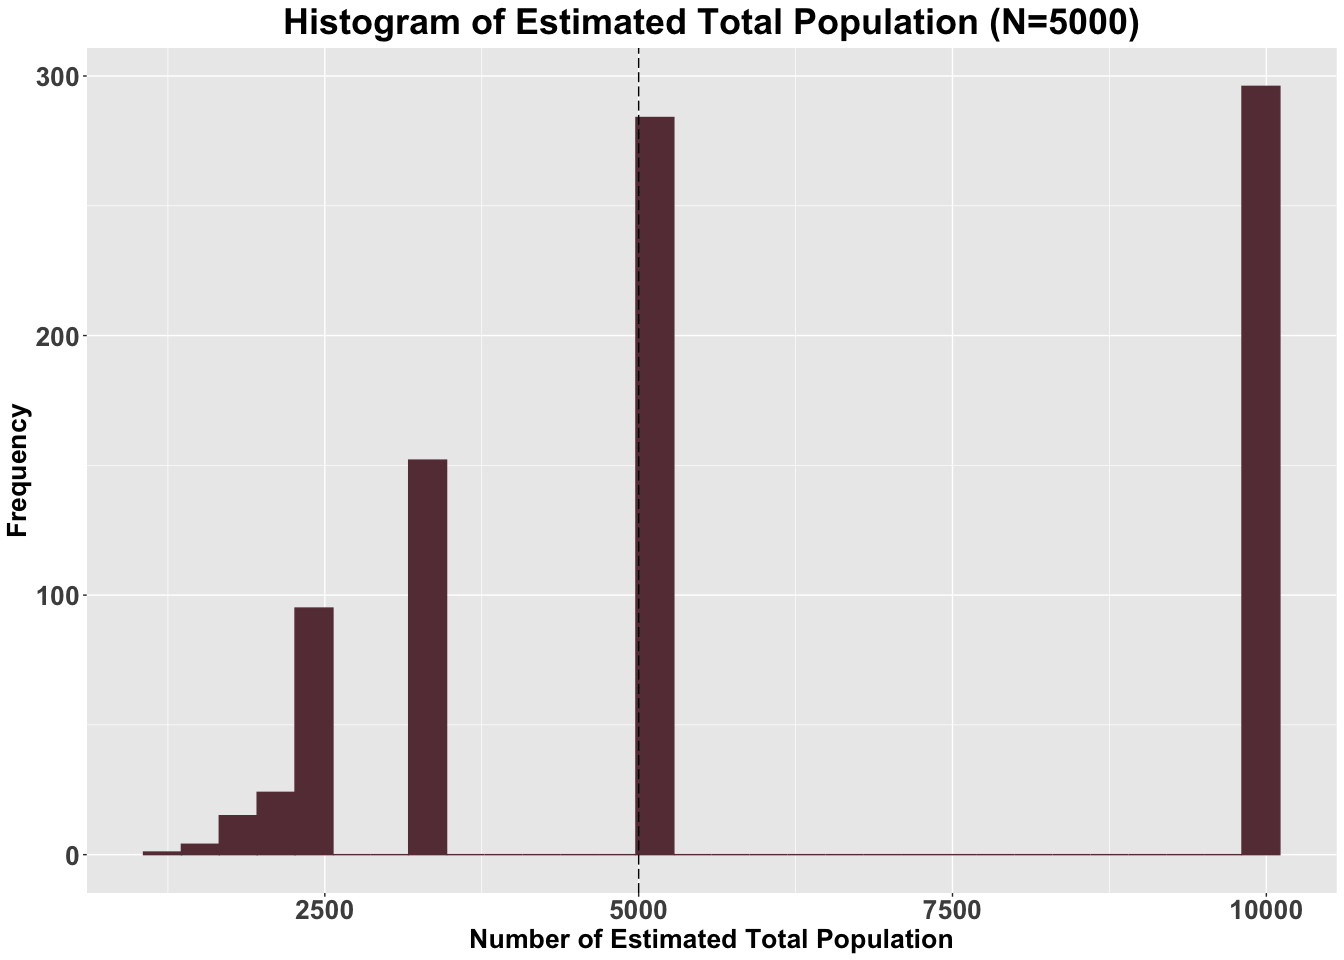 Histogram of Estimated Total Population (N=5000)
300
200
100
0
Frequency
2500
5000
7500
10000
Number of Estimated Total Population